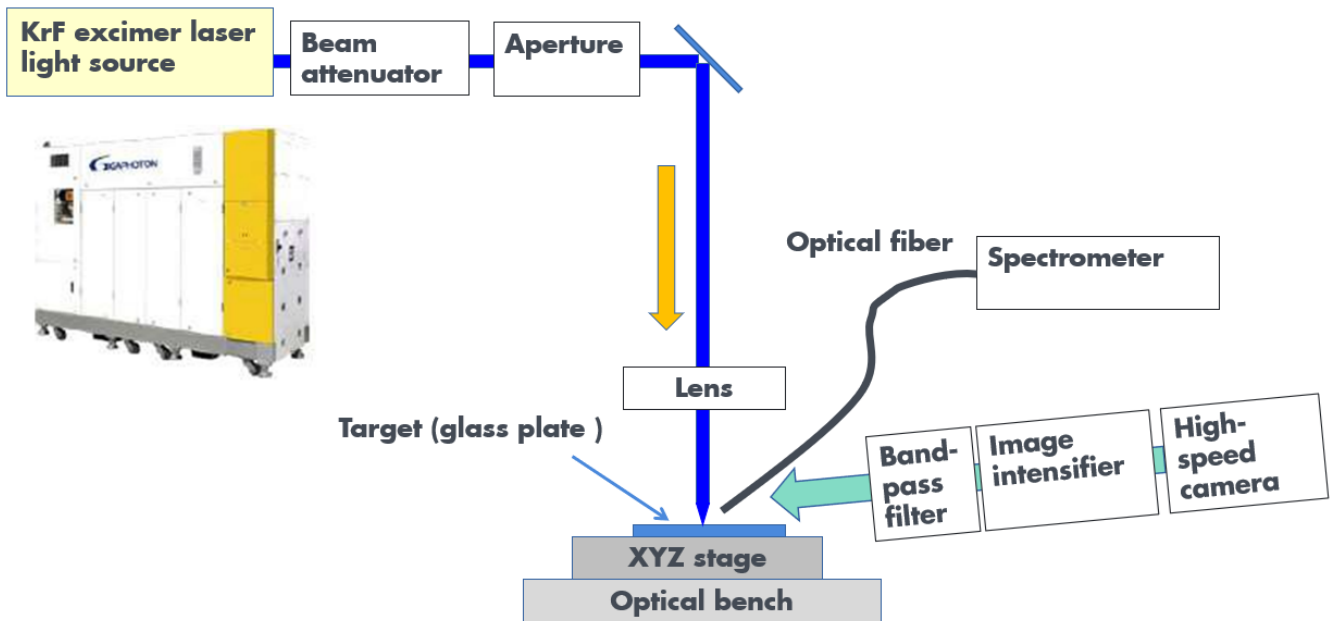 KrF excimer laser
light source
Beam
attenuator
Aperture
GIGAPHOTON
Optical fiber
Spectrometer
Lens
Target (glass plate )
Band-
pass
filter
Image
intensifier
High-
speed
camera
XYZ stage
Optical bench